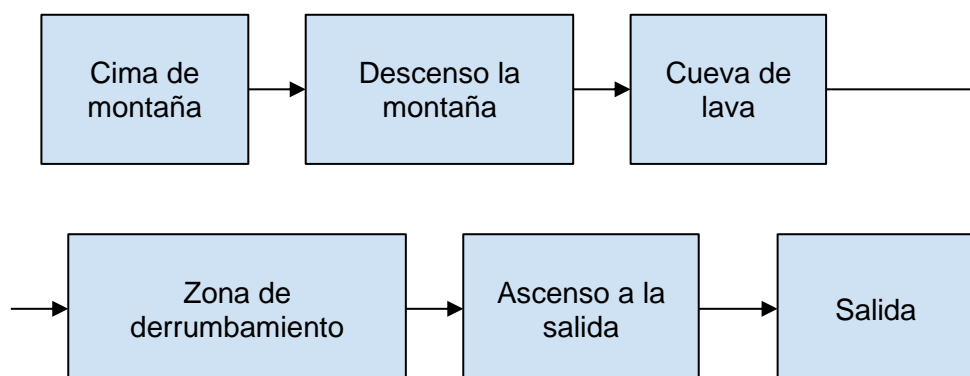 Cima de
montaña
Descenso la
montaña
Cueva de
lava
Zona de
derrumbamiento
Ascenso a la
salida
Salida